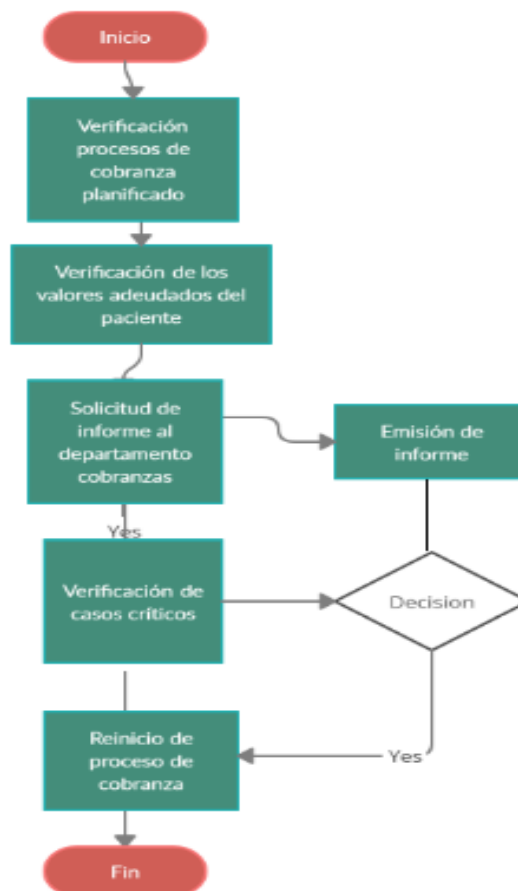 Inicio
Verificación
procesos de
cobranza
planificado
Verificación de los
valores adeudados del
paciente
Solicitud de
informe al
departamento
cobranzas
Emisión de
informe
Yes
Verificación de
casos críticos
Decision
Reinicio de
proceso de
cobranza
Yes
Fin